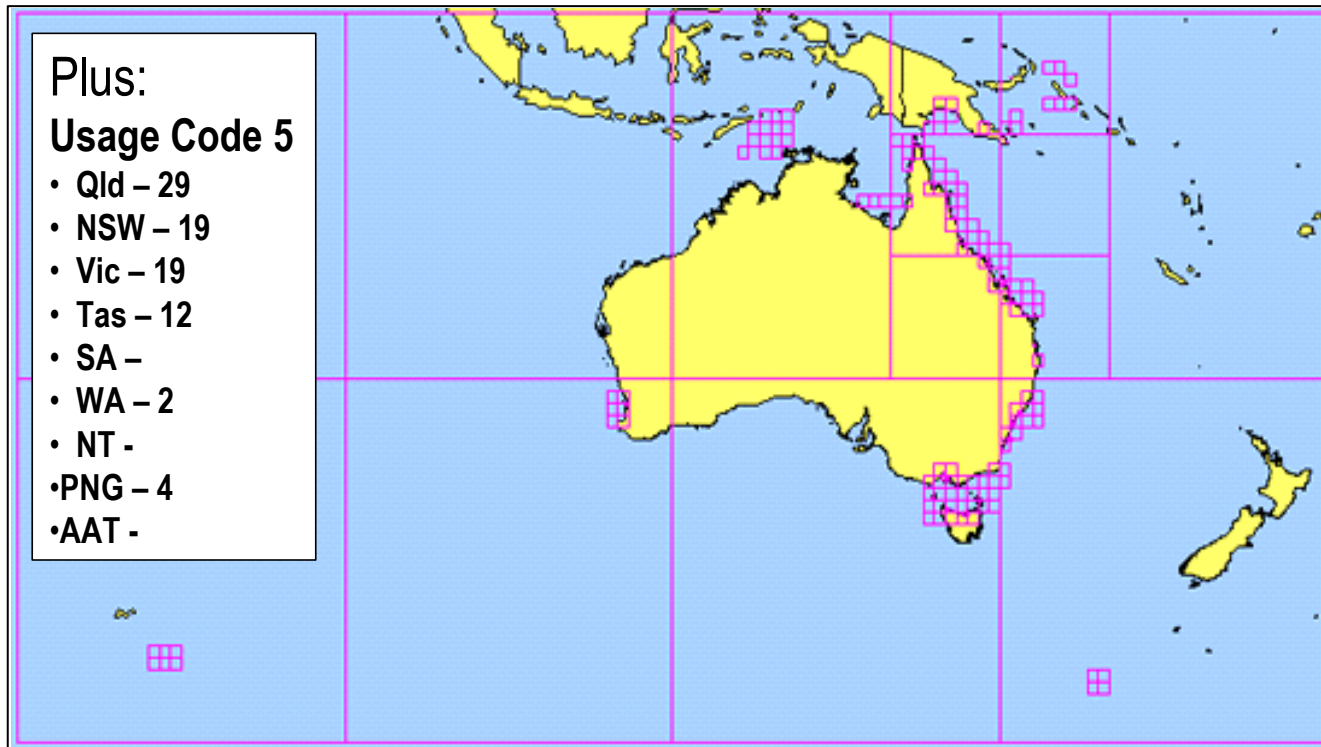 Plus:
Usage Code 5
• Qld – 29
• NSW – 19
• Vic – 19
• Tas – 12
• SA –
• WA – 2
• NT -
•PNG – 4
•AAT -